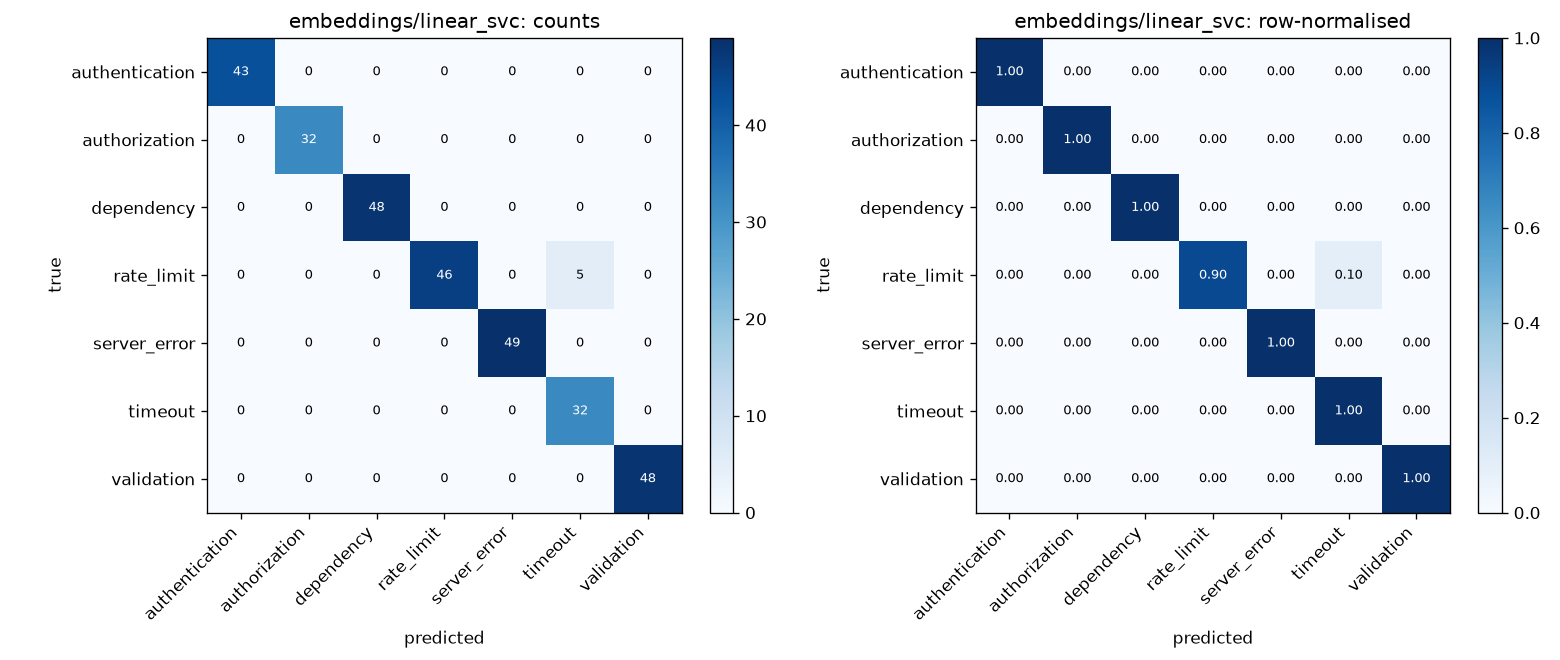 embeddings/linear_svc: counts
authentication 43 0 0 0 0 0 0
authorization 0 32 0 0 0 0 0
dependency 0 0 48 0 0 0 0
rate_limit 0 0 0 46 0 5 0
server_error 0 0 0 0 49 0 0
timeout 0 0 0 0 0 32 0
validation 0 0 0 0 0 0 48
true
authentication
authorization
dependency
rate_limit
server_error
timeout
validation
predicted
40
30
20
10
0
embeddings/linear_svc: row-normalised
authentication 1.00 0.00 0.00 0.00 0.00 0.00 0.00
authorization 0.00 1.00 0.00 0.00 0.00 0.00 0.00
dependency 0.00 0.00 1.00 0.00 0.00 0.00 0.00
rate_limit 0.00 0.00 0.00 0.90 0.00 0.10 0.00
server_error 0.00 0.00 0.00 0.00 1.00 0.00 0.00
timeout 0.00 0.00 0.00 0.00 0.00 1.00 0.00
validation 0.00 0.00 0.00 0.00 0.00 0.00 1.00
true
authentication
authorization
dependency
rate_limit
server_error
timeout
validation
predicted
1.0
0.8
0.6
0.4
0.2
0.0